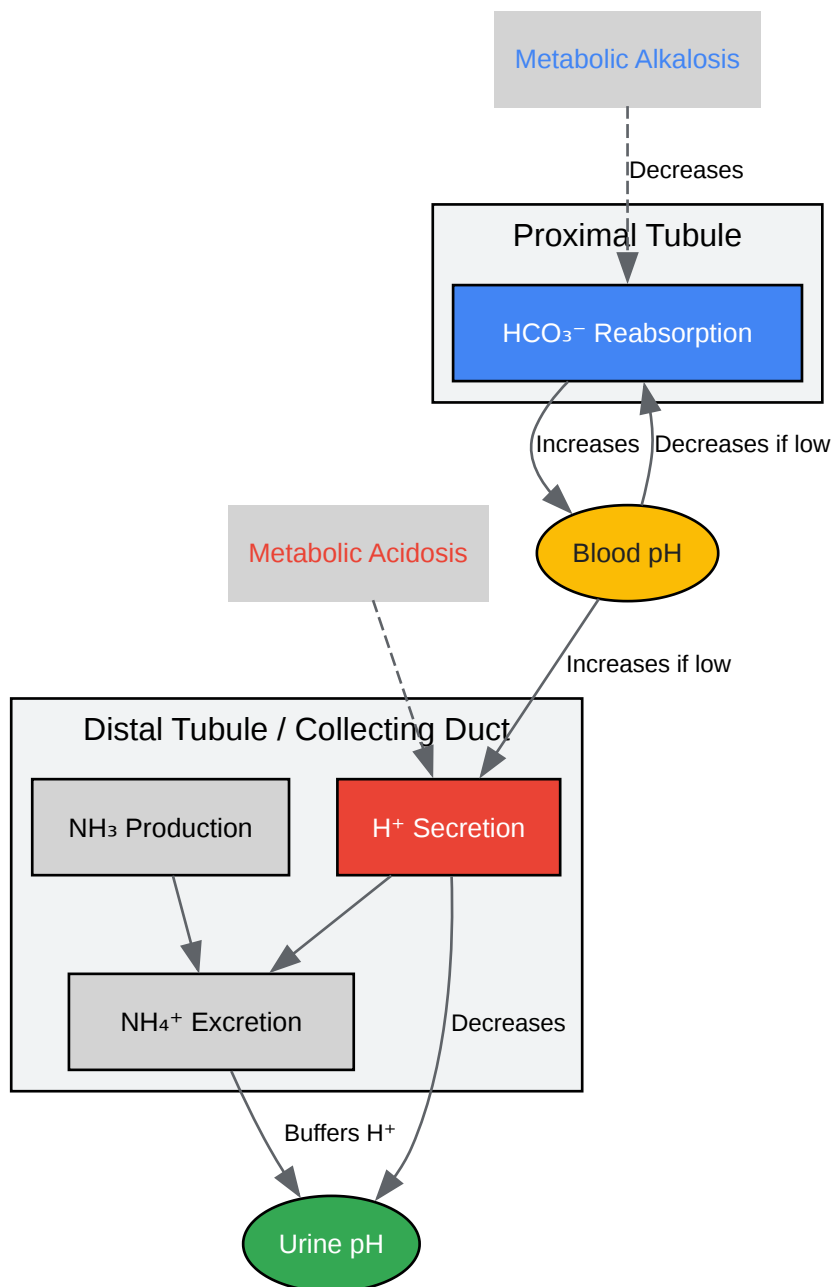 Metabolic Alkalosis
Decreases
Proximal Tubule
HCO₃⁻ Reabsorption
Increases
Decreases if low
Metabolic Acidosis
Blood pH
Increases if low
Distal Tubule / Collecting Duct
NH₃ Production
H⁺ Secretion
NH₄⁺ Excretion
Decreases
Buffers H⁺
Urine pH